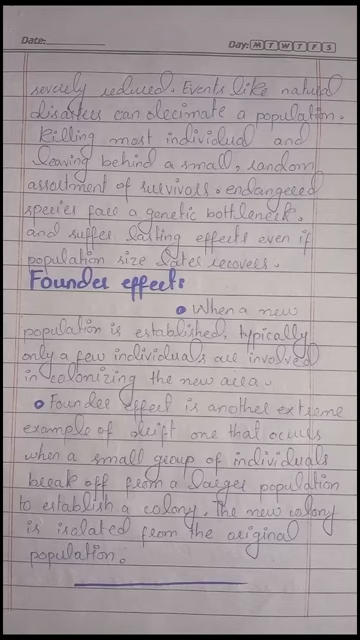 Date:
Day: M T W T F S
severely reduced. Events like natural
disasters can decimate a population.
killing most individual and
leaving behind a small, random
assortment of survivors. endangered
species face a genetic bottleneck.
and suffer lasting effects even if
population size lates recovers.
Founder effect:
• When a new
population is established, typically
only a few individuals are involved
in colonizing the new area.
• Founder effect is another extreme
example of drift one that occurs
when a small group of individuals
break off from a larger population
to establish a colony. The new colony
is isolated from the original
population.